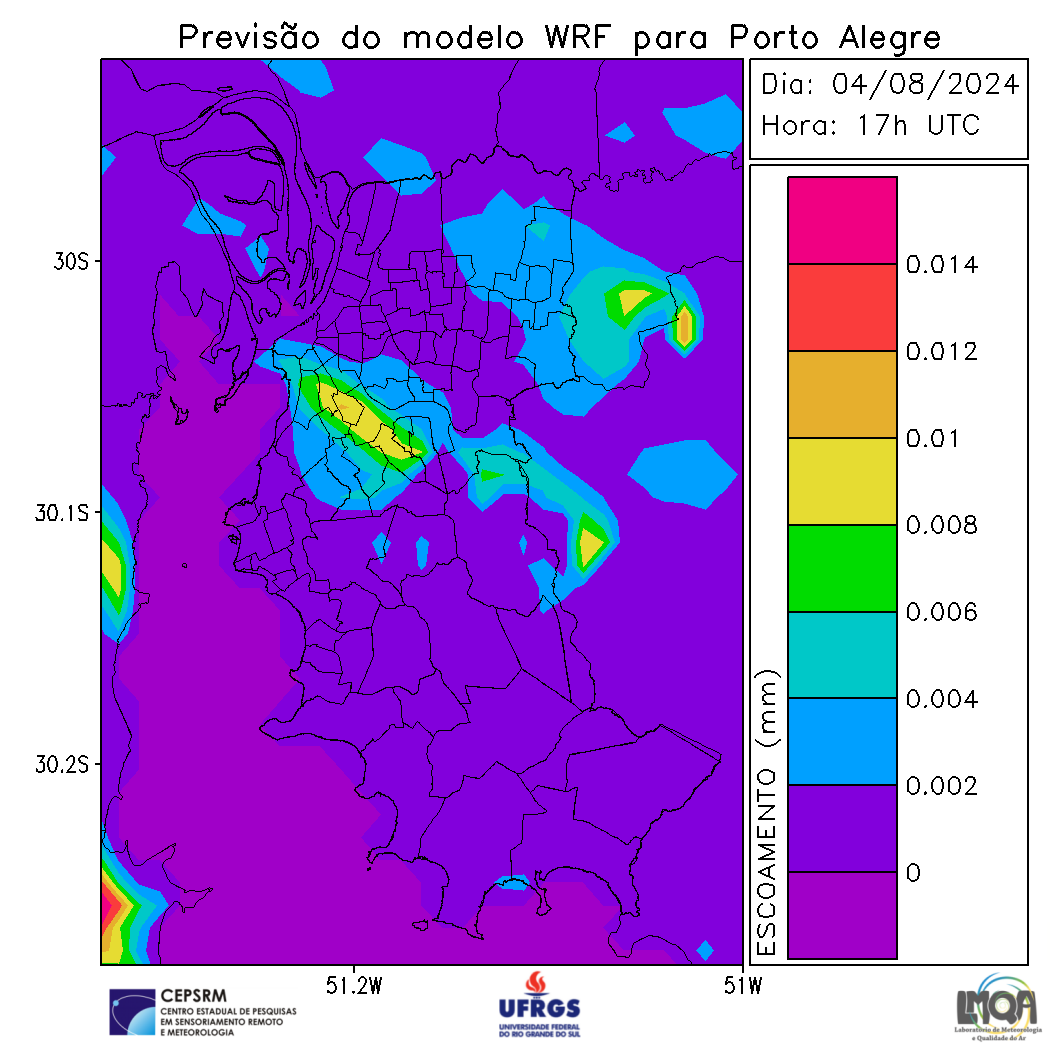 Previsão do modelo WRF para Porto Alegre
Dia: 04/08/2024
Hora: 17h UTC
30S
30.1S
30.2S
51.2W
51W
ESCOAMENTO (mm)
0.014
0.012
0.01
0.008
0.006
0.004
0.002
0
CEPSRM
CENTRO ESTADUAL DE PESQUISAS
EM SENSORIAMENTO REMOTO
E METEOROLOGIA
UFRGS
UNIVERSIDADE FEDERAL
DO RIO GRANDE DO SUL
LMQA
Laboratório de Meteorologia
e Qualidade do Ar